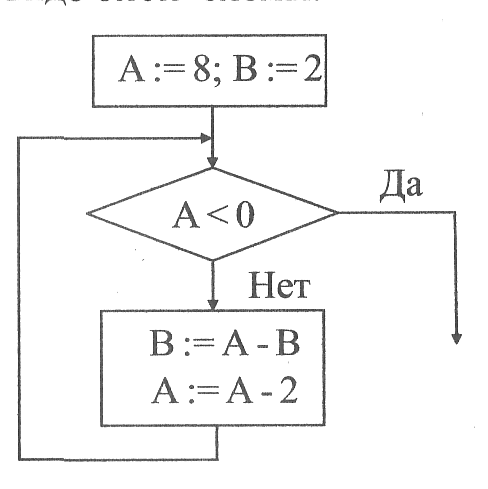 A := 8; B := 2
A < 0
Да
Нет
B := A - B
A := A - 2